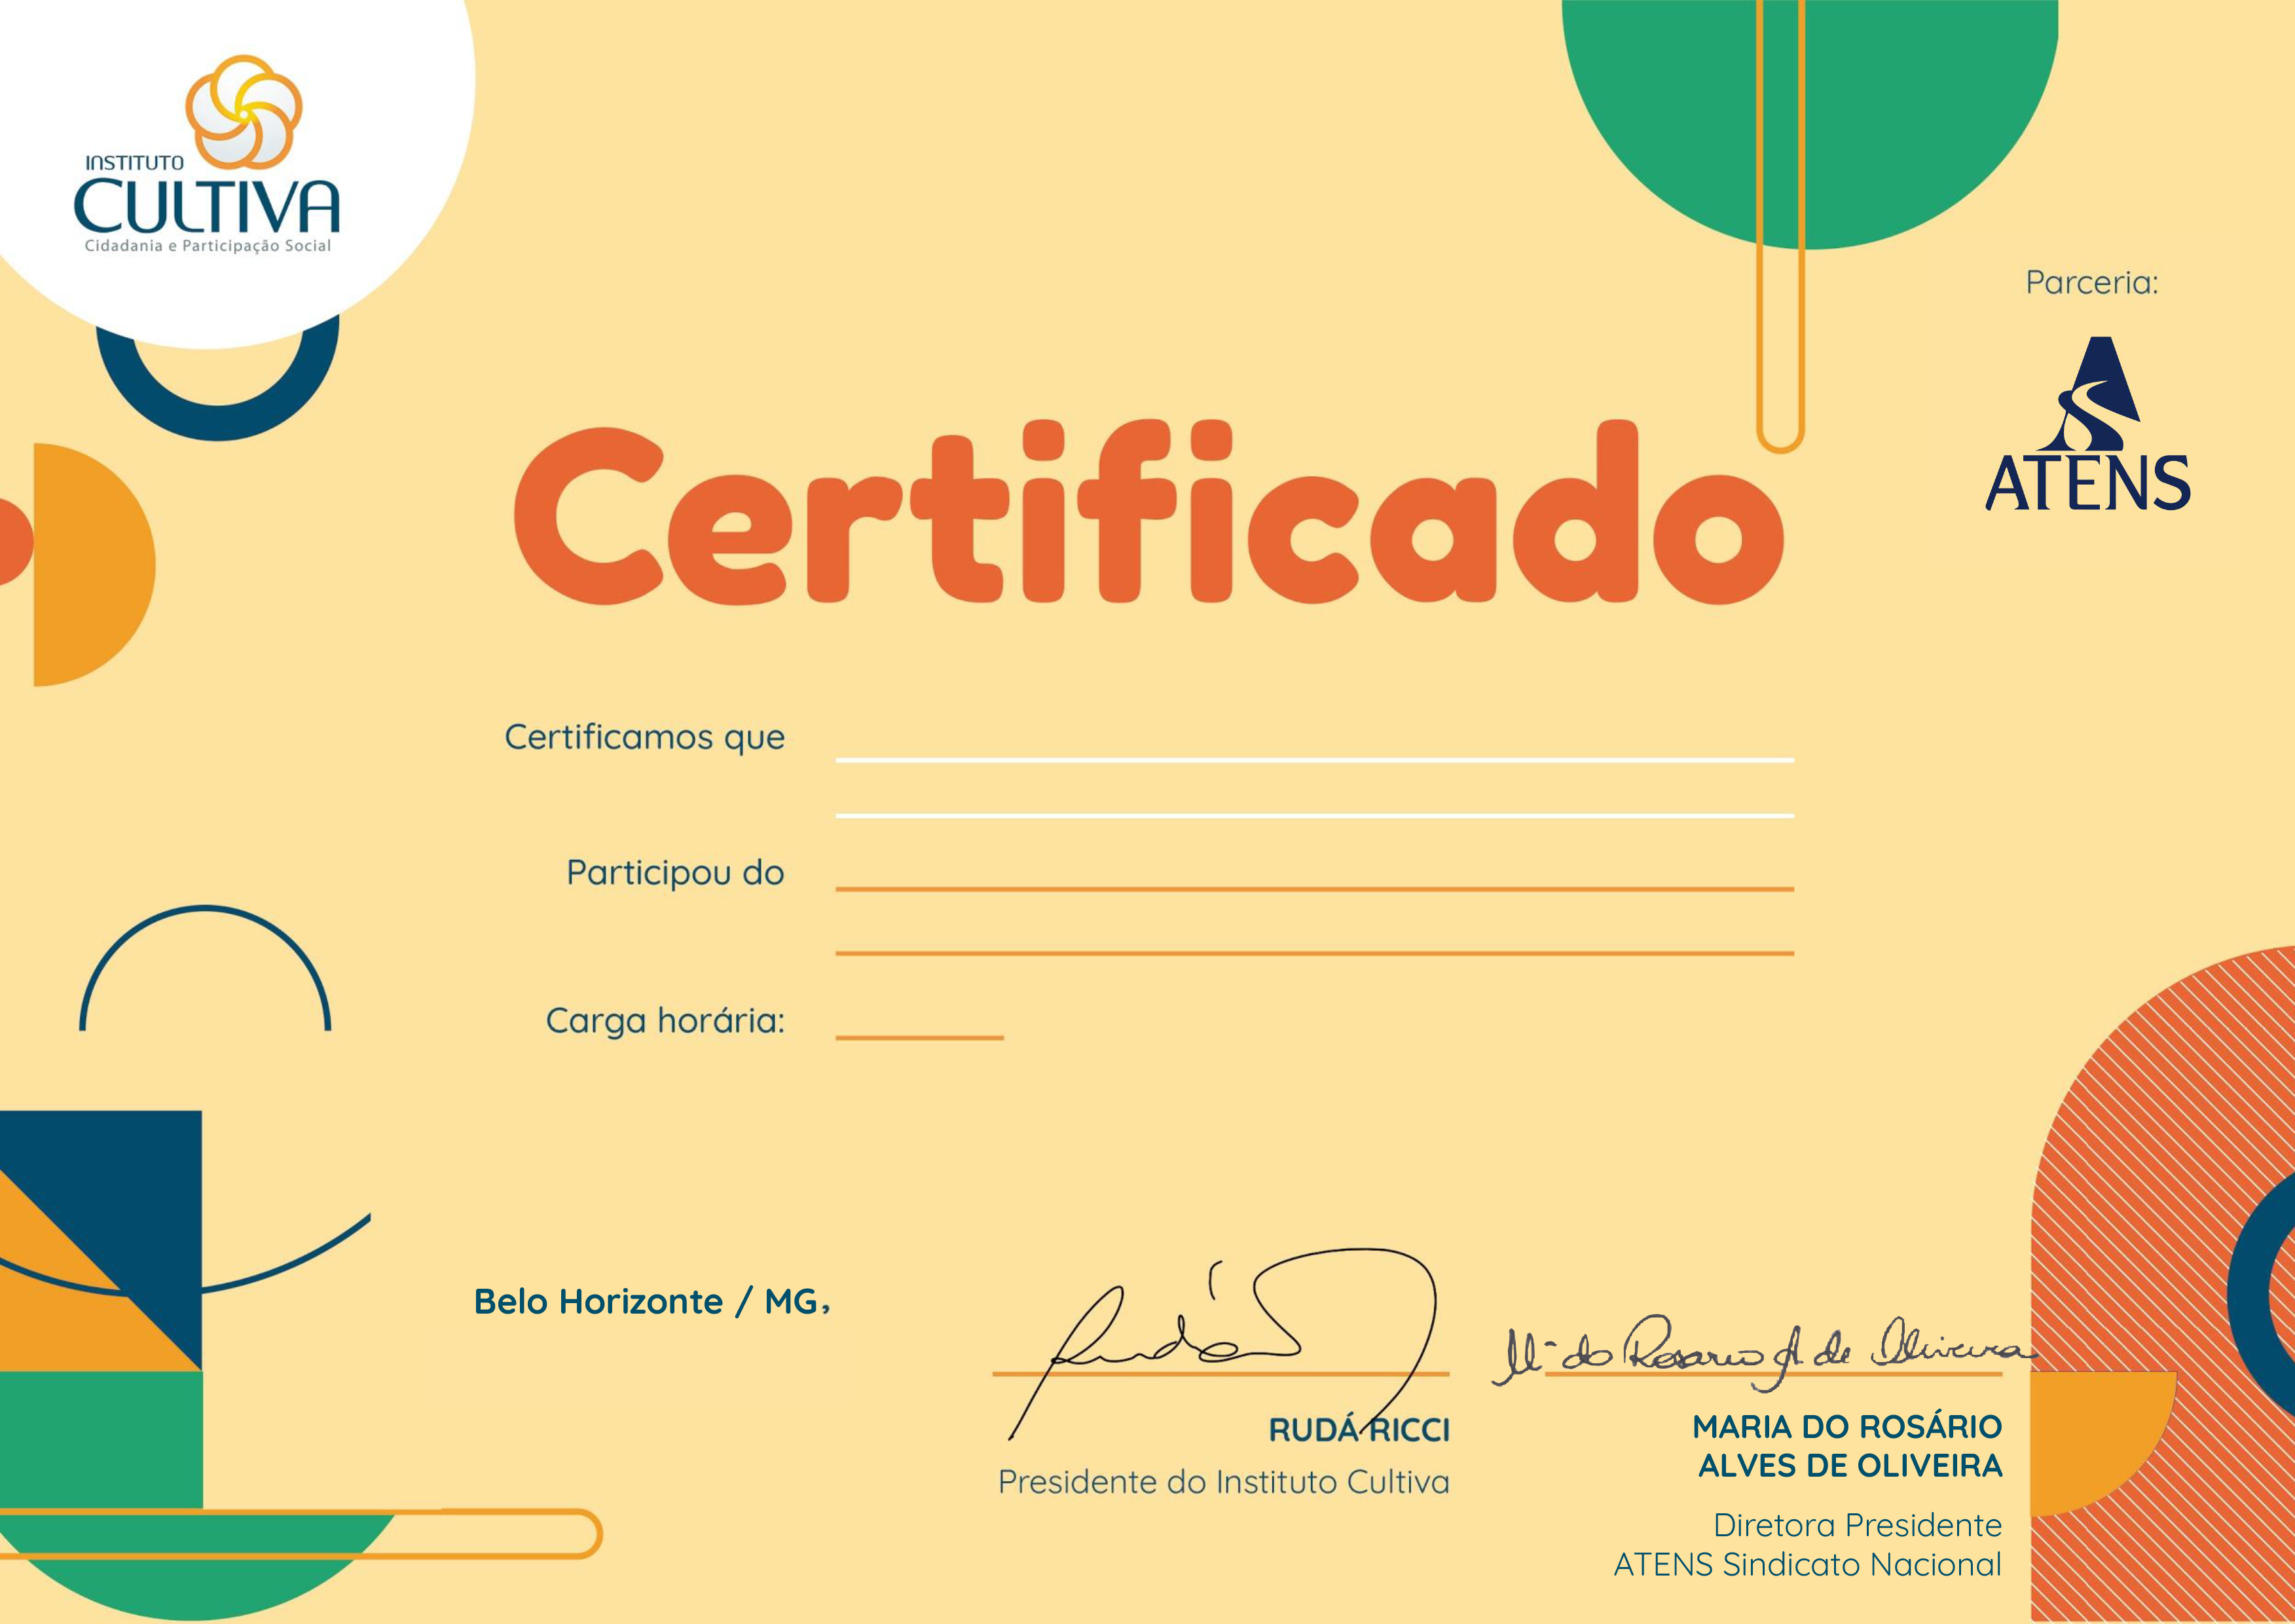 INSTITUTO
CULTIVA
Cidadania e Participação Social
Parceria:
ATENS
Certificado
Certificamos que
Participou do
Carga horária:
Belo Horizonte / MG,
Rudá
Mª do Rosario A de Oliveira
RUDÁ RICCI
Presidente do Instituto Cultiva
MARIA DO ROSÁRIO
ALVES DE OLIVEIRA
Diretora Presidente
ATENS Sindicato Nacional